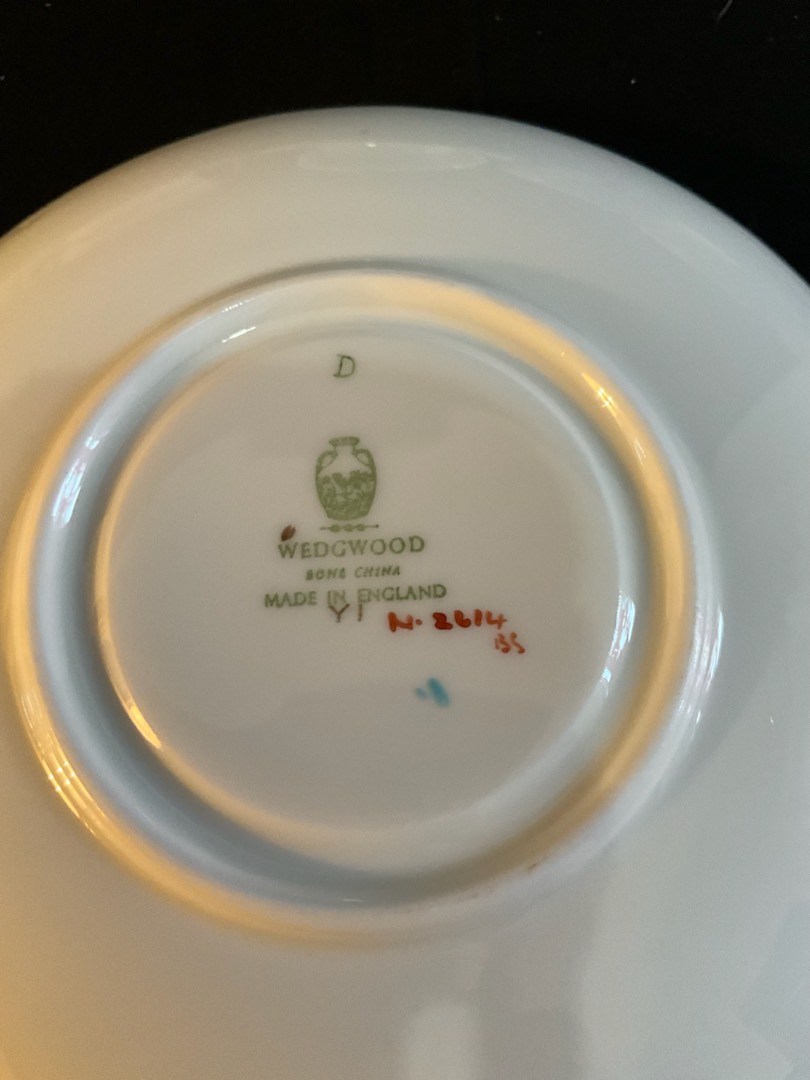 D
WEDGWOOD
BONE CHINA
MADE IN ENGLAND
Y1
N. 2614
BS